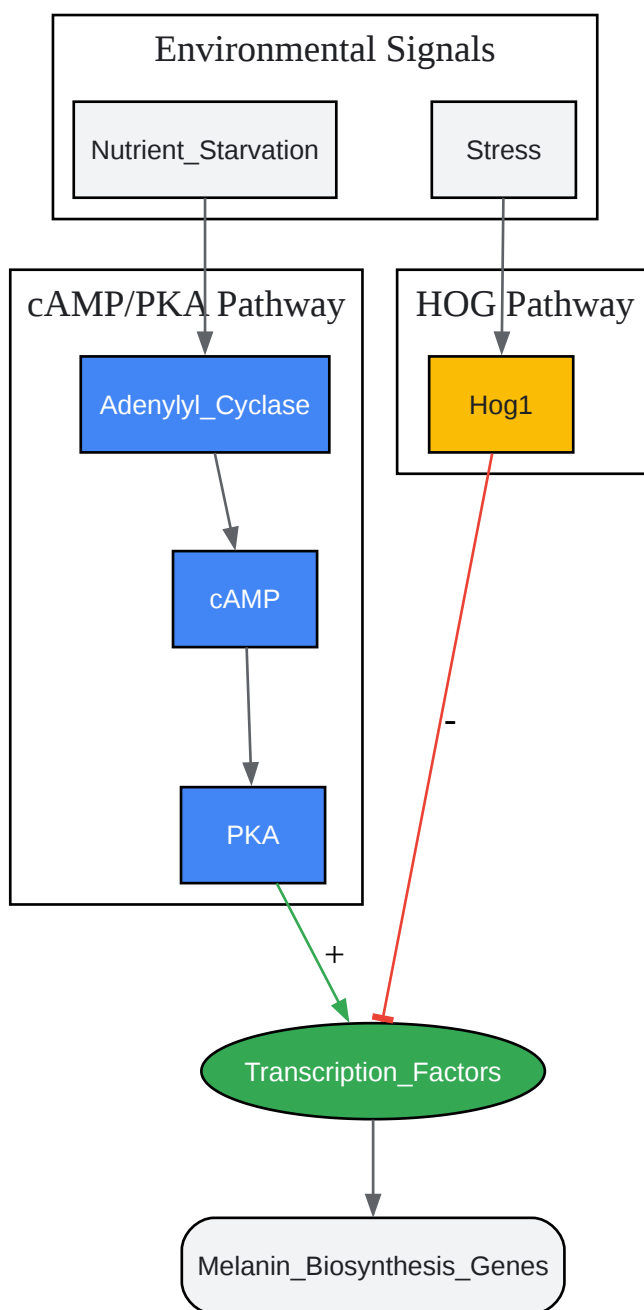 Environmental Signals
Nutrient_Starvation
Stress
cAMP/PKA Pathway
HOG Pathway
Adenylyl_Cyclase
Hog1
cAMP
-
PKA
+
Transcription_Factors
Melanin_Biosynthesis_Genes